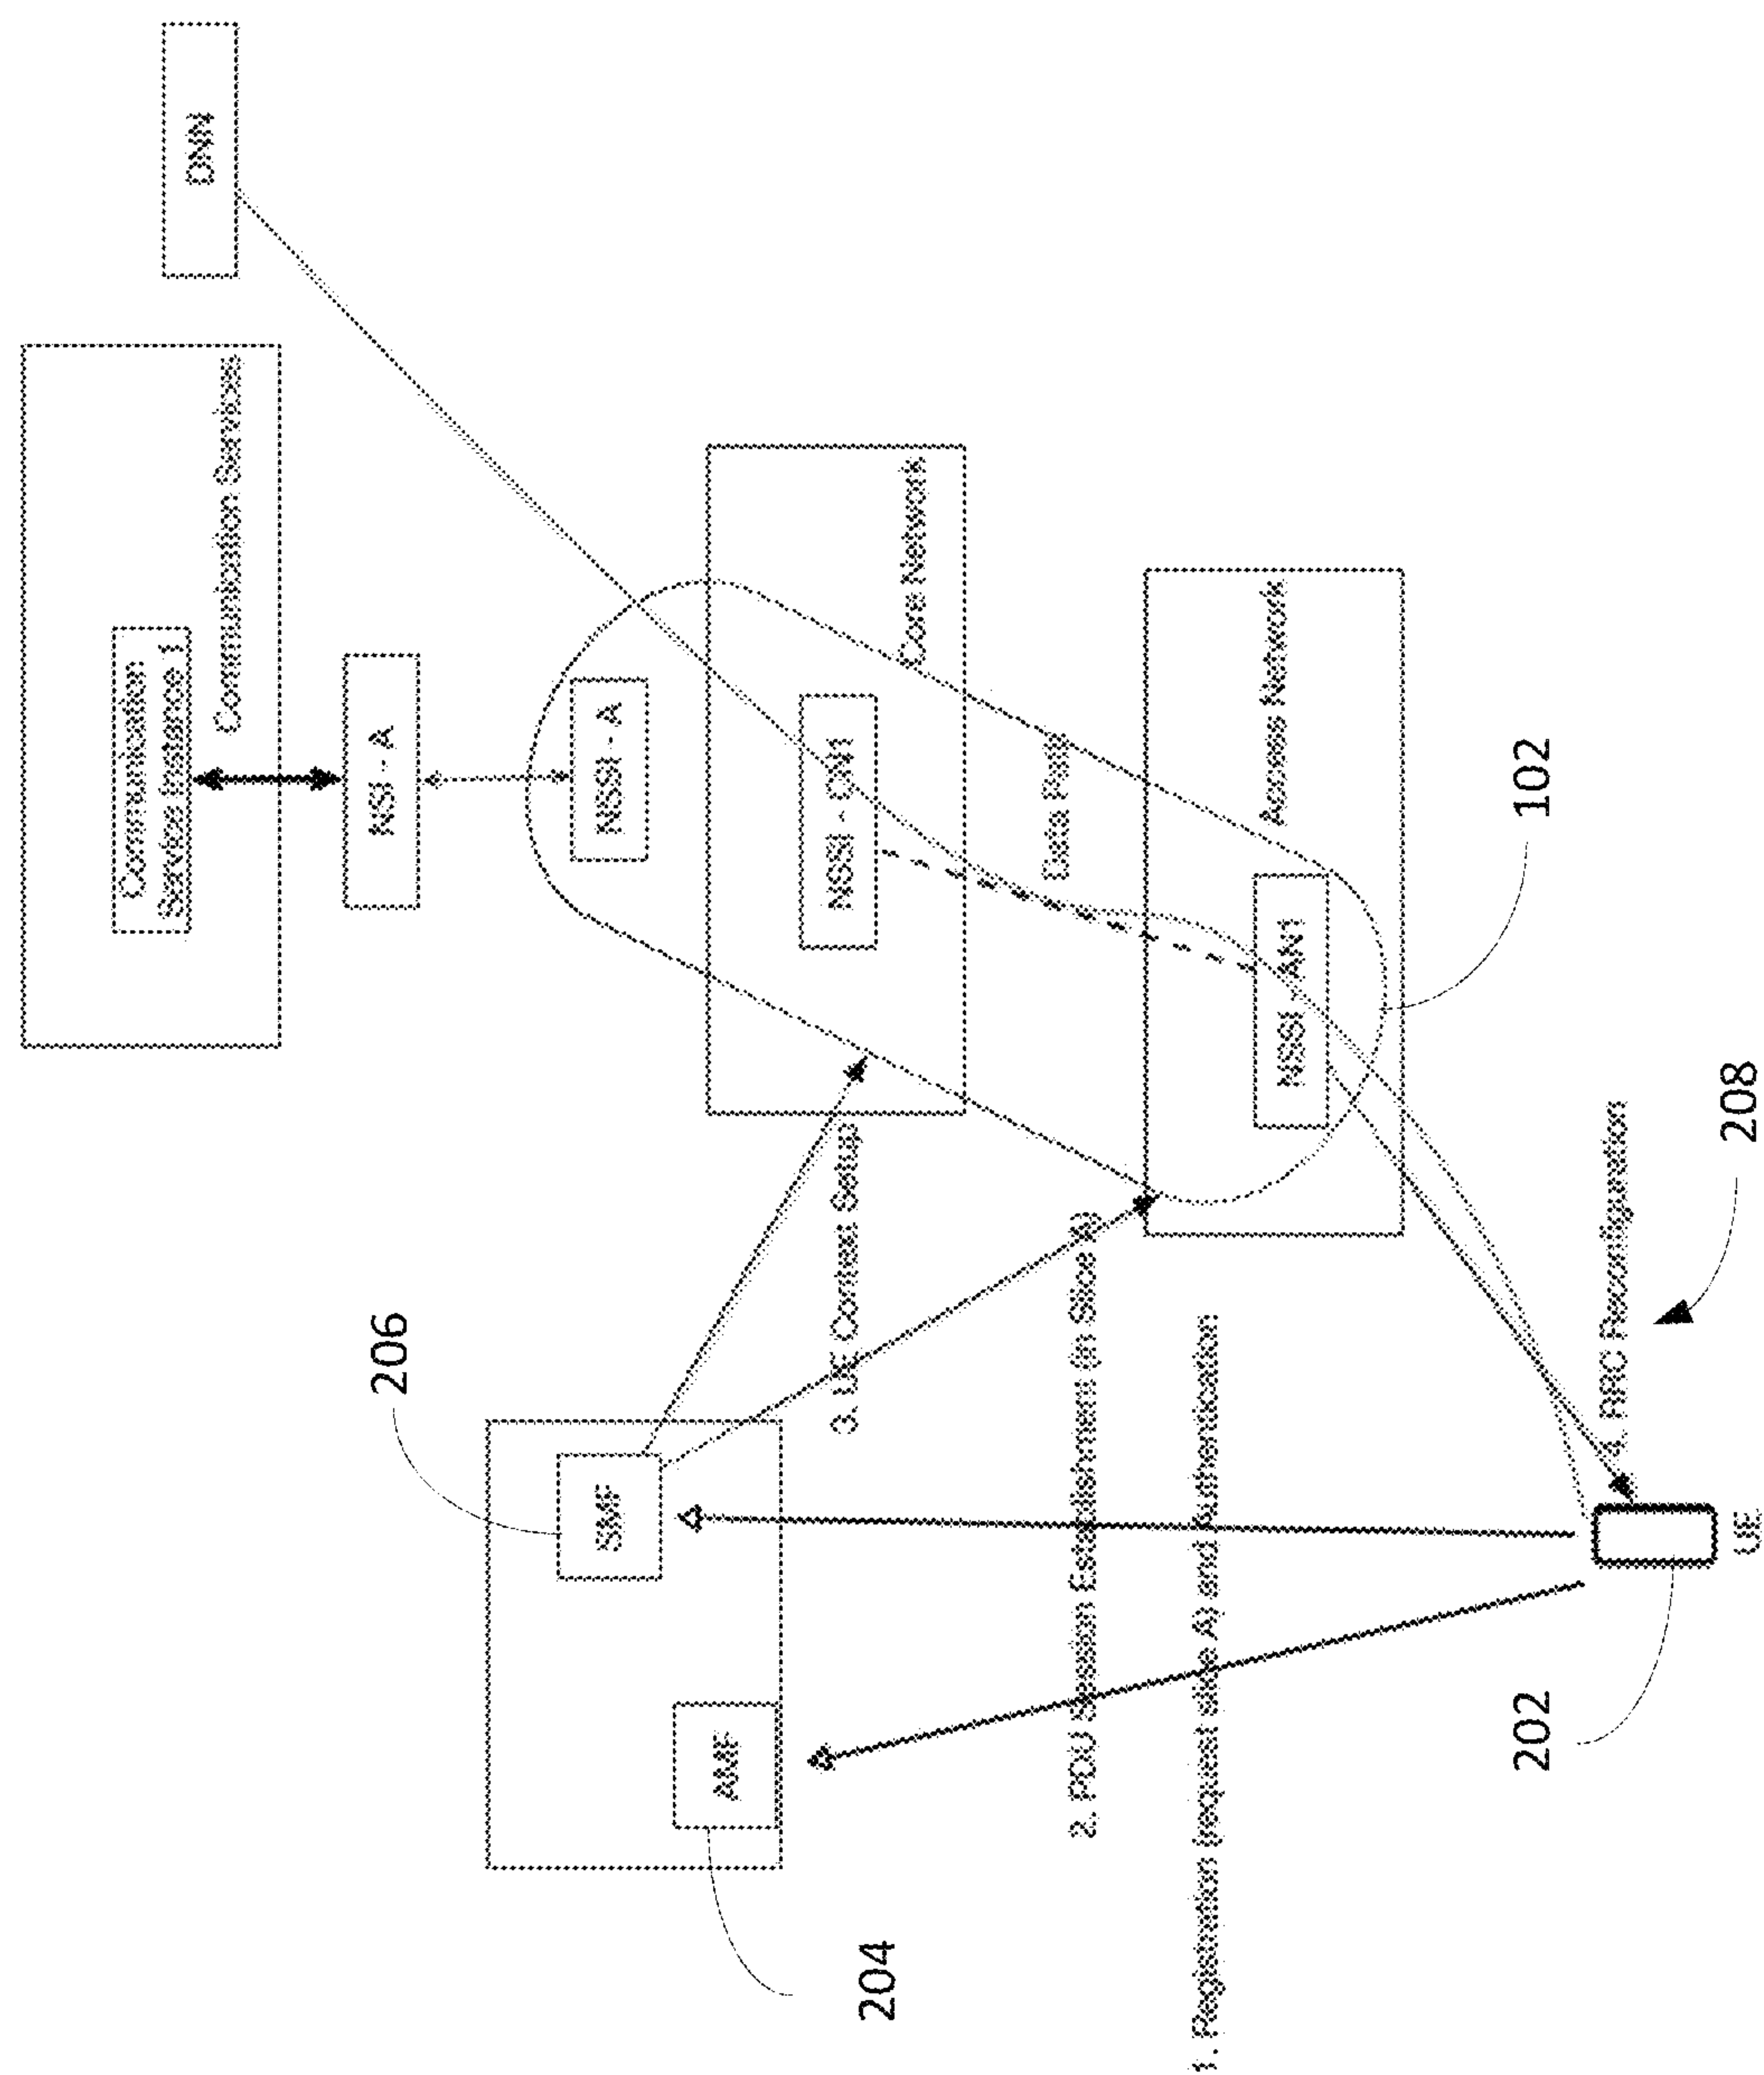 DNN
Communication
Service Instance 1
Communication Services
NSI - A
NSSI - A
NSSI - CN1
Core Network
Data Path
NSSI - AN1
Access Network
102
206
SMF
AMF
204
3. UE Context Setup
2. PDU Session Establishment (in Slice A)
1. Registration (request slice A) and Authentication
4. RRC Reconfiguration
208
202
UE